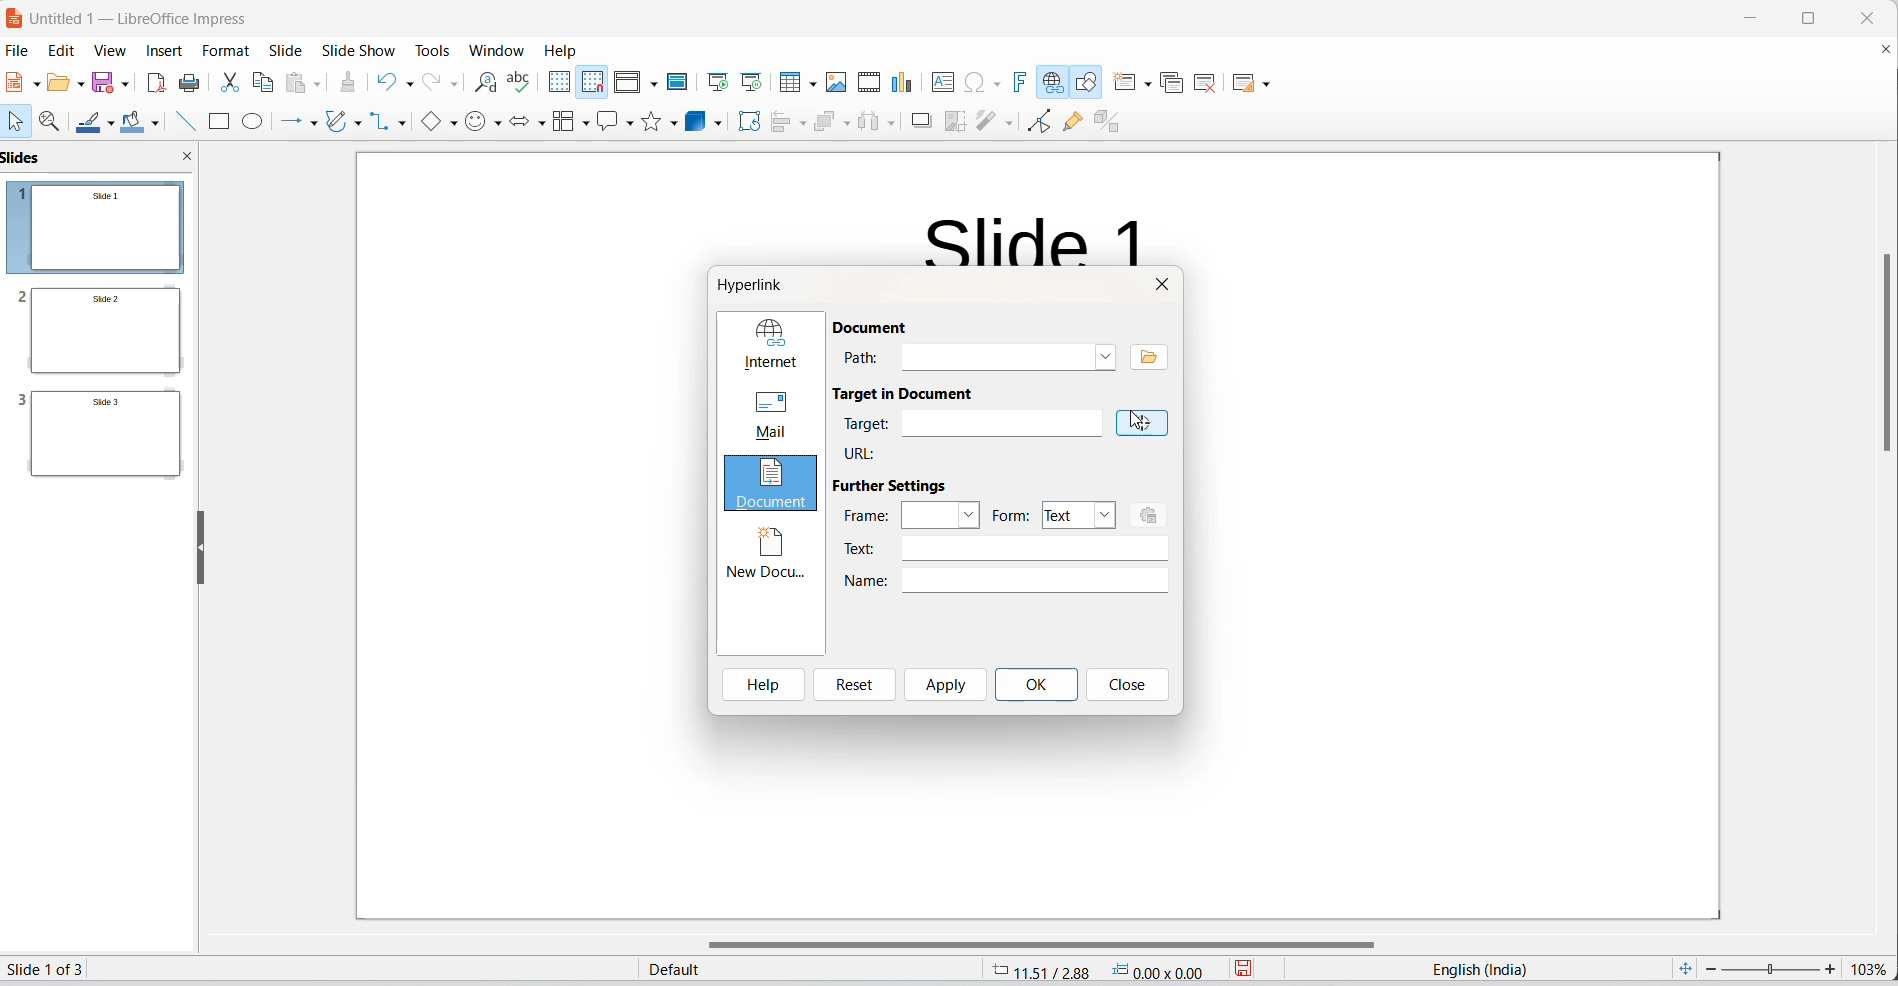 Untitled 1 — LibreOffice Impress
File Edit View Insert Format Slide Slide Show Tools Window Help
Slides
1 Slide 1
2 Slide 2
3 Slide 3
Slide 1
Hyperlink
Internet
Mail
Document
New Docu...
Document
Path:
Target in Document
Target:
URL:
Further Settings
Frame: Form: Text
Text:
Name:
Help Reset Apply OK Close
Slide 1 of 3 Default 11.51 / 2.88 0.00 x 0.00 English (India) 103%